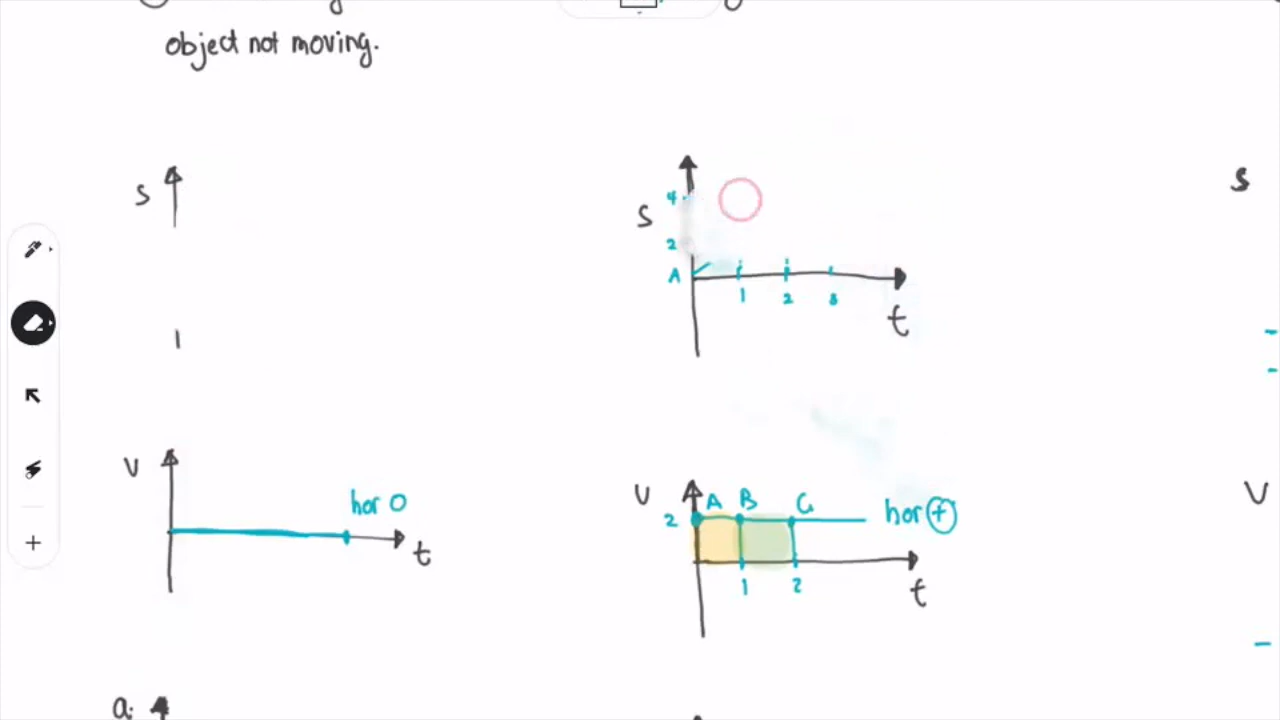 object not moving.
S
4
S
2
A
1 2 3
t
V
hor 0
t
V
A B C
2
hor +
1 2
t
a
S
V